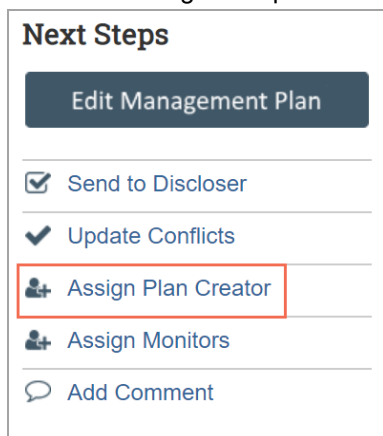 Next Steps
Edit Management Plan
Send to Discloser
Update Conflicts
Assign Plan Creator
Assign Monitors
Add Comment